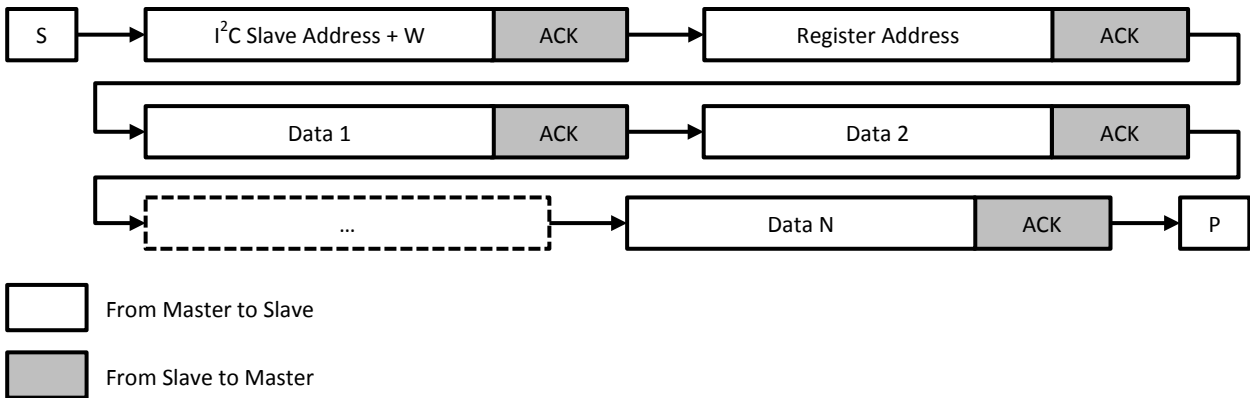 S I²C Slave Address + W ACK Register Address ACK
Data 1 ACK Data 2 ACK
... Data N ACK P
From Master to Slave
From Slave to Master